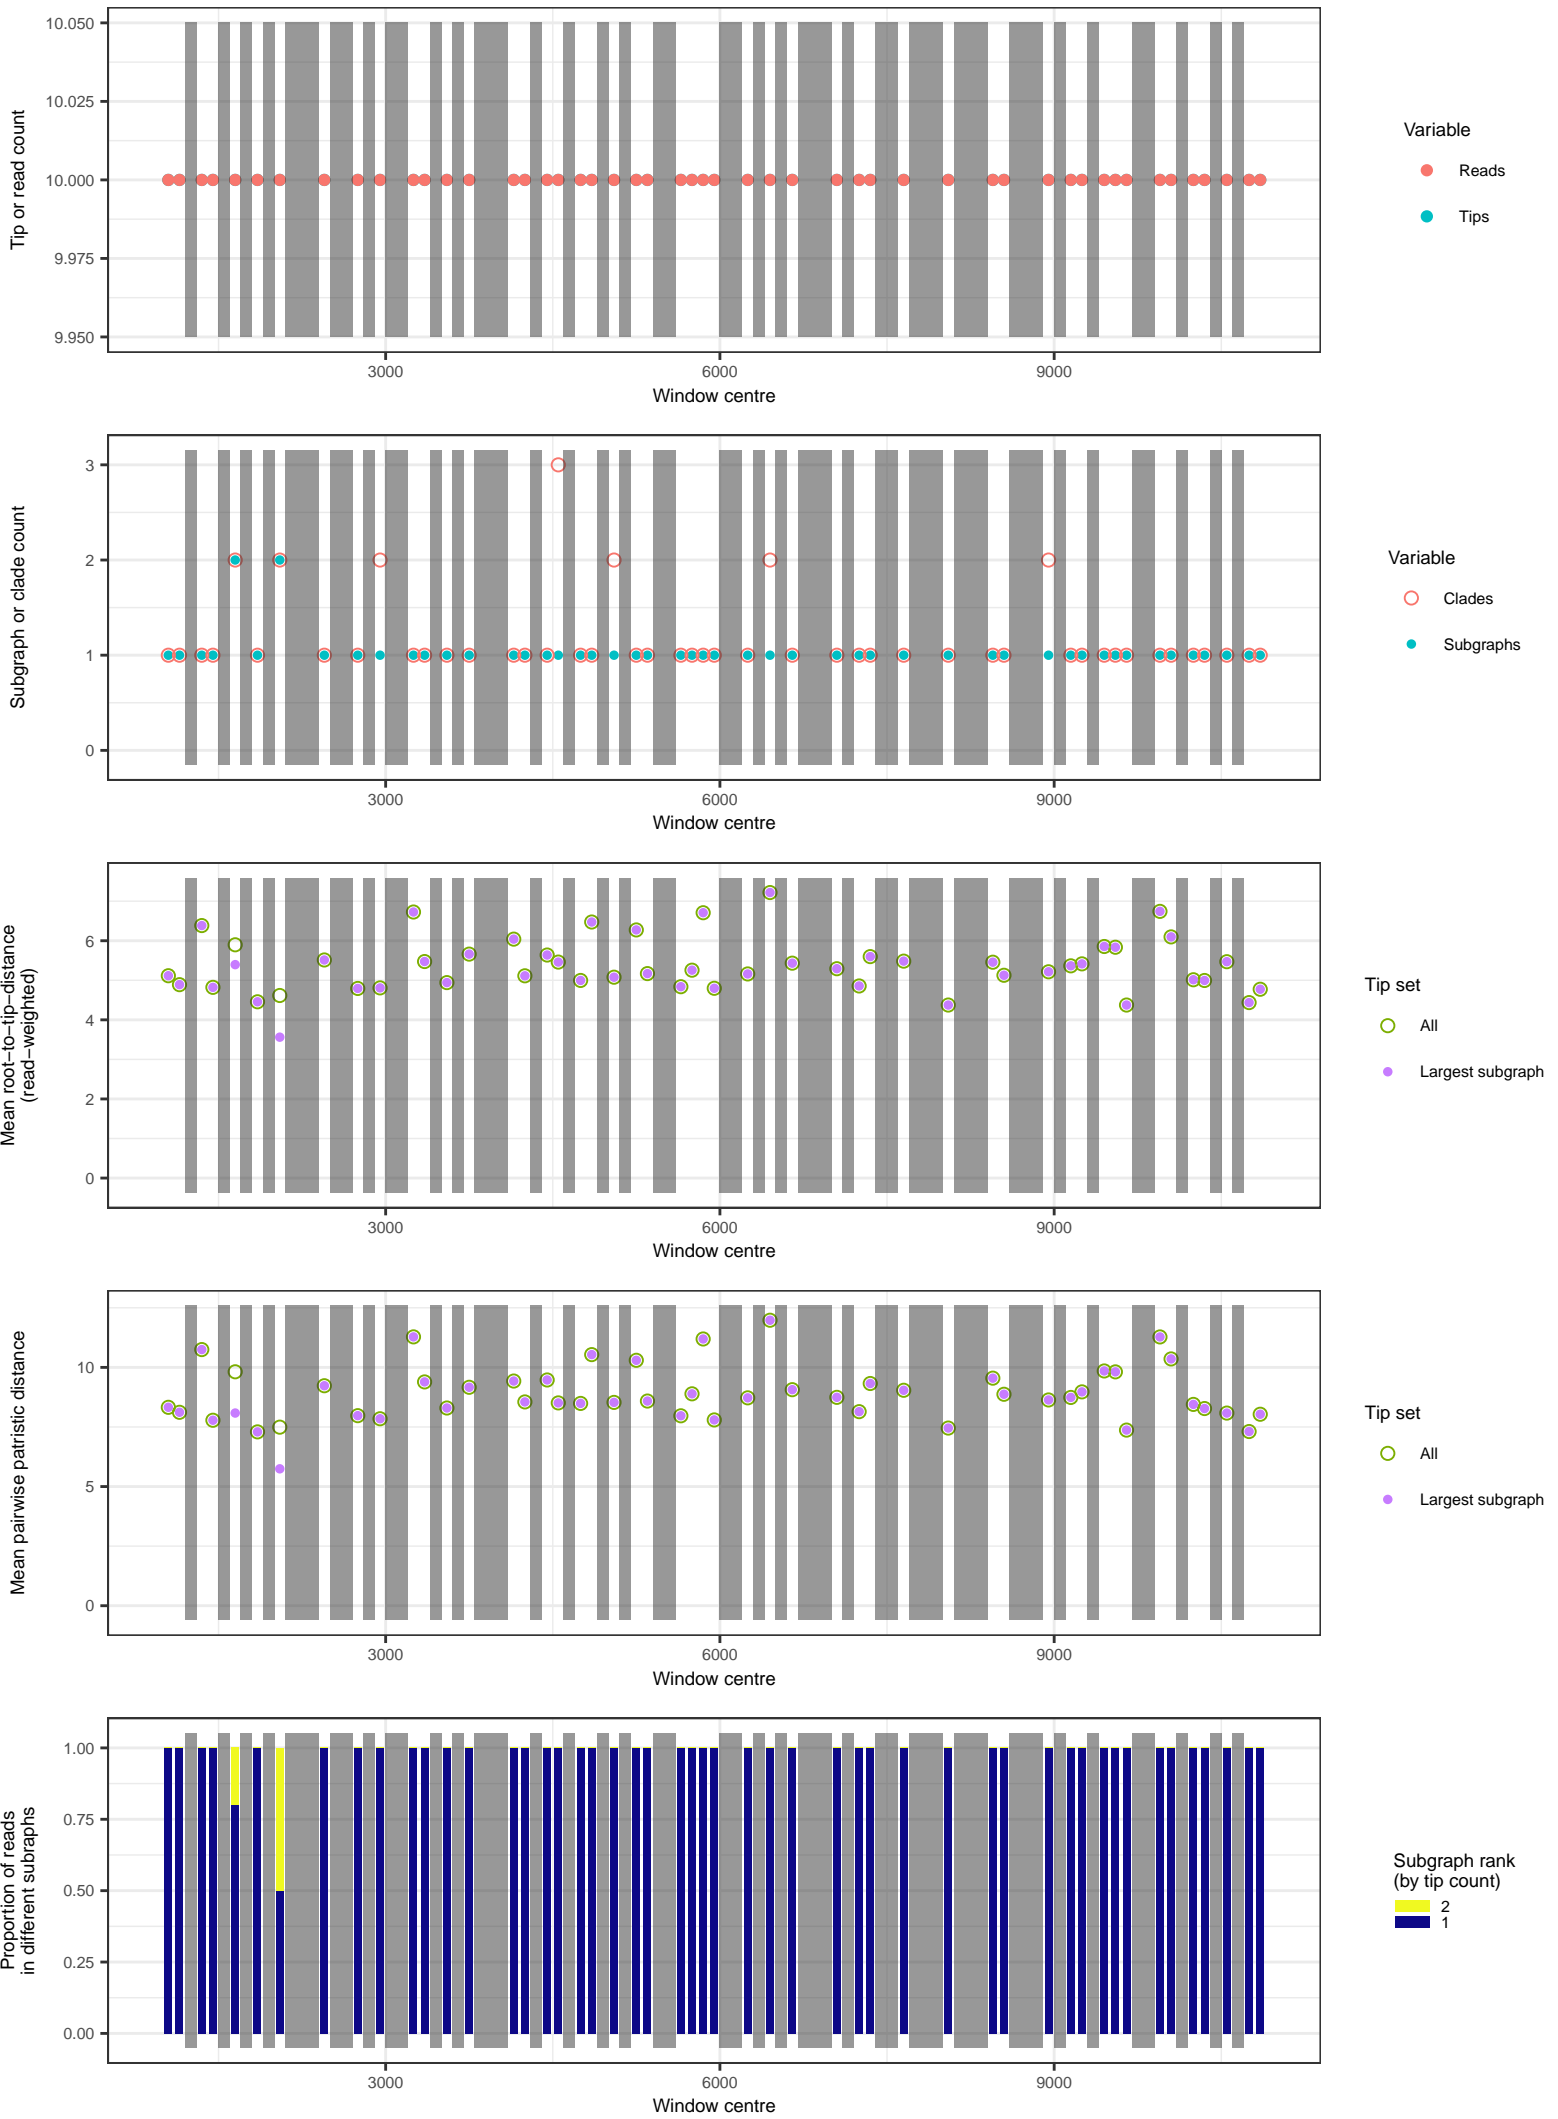 10.050
10.025
10.000
9.975
9.950
Tip or read count
3000 6000 9000
Window centre
Variable
Reads
Tips
3
2
1
0
Subgraph or clade count
3000 6000 9000
Window centre
Variable
Clades
Subgraphs
6
4
2
0
Mean root−to−tip−distance
(read−weighted)
3000 6000 9000
Window centre
Tip set
All
Largest subgraph
10
5
0
Mean pairwise patristic distance
3000 6000 9000
Window centre
Tip set
All
Largest subgraph
1.00
0.75
0.50
0.25
0.00
Proportion of reads
in different subraphs
3000 6000 9000
Window centre
Subgraph rank
(by tip count)
2
1